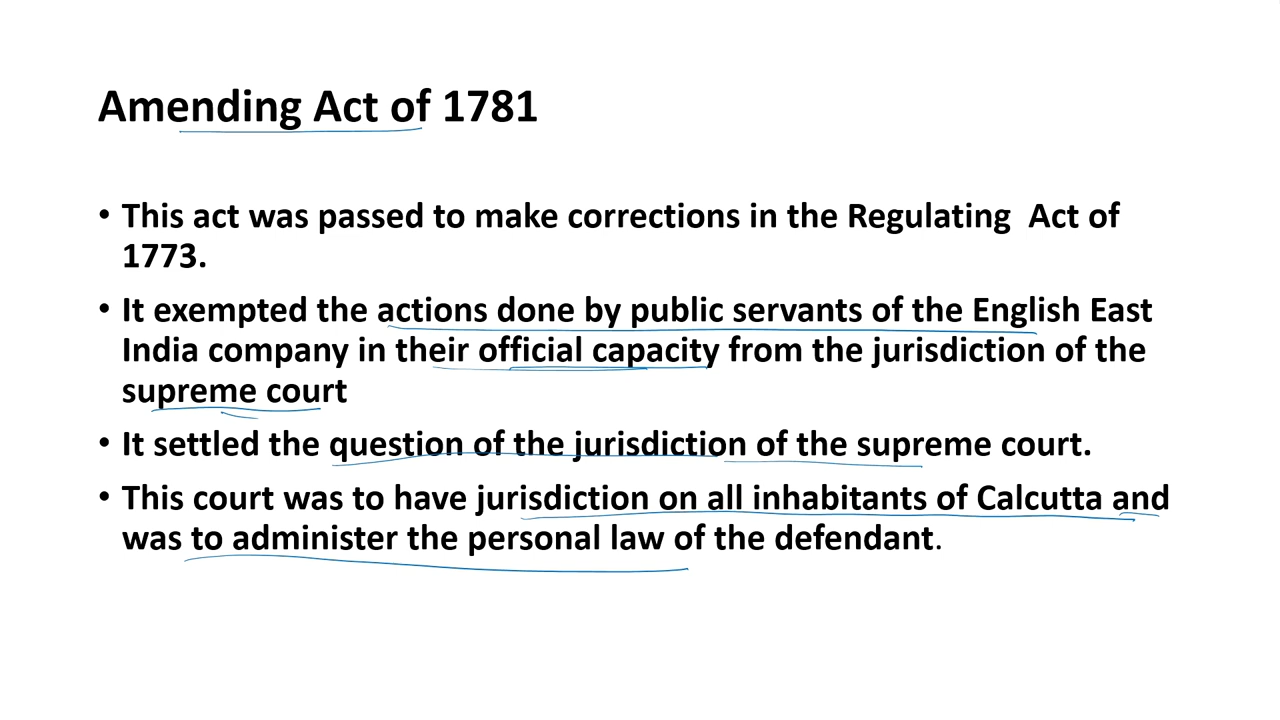 Amending Act of 1781
• This act was passed to make corrections in the Regulating  Act of
1773.
• It exempted the actions done by public servants of the English East
India company in their official capacity from the jurisdiction of the
supreme court
• It settled the question of the jurisdiction of the supreme court.
• This court was to have jurisdiction on all inhabitants of Calcutta and
was to administer the personal law of the defendant.